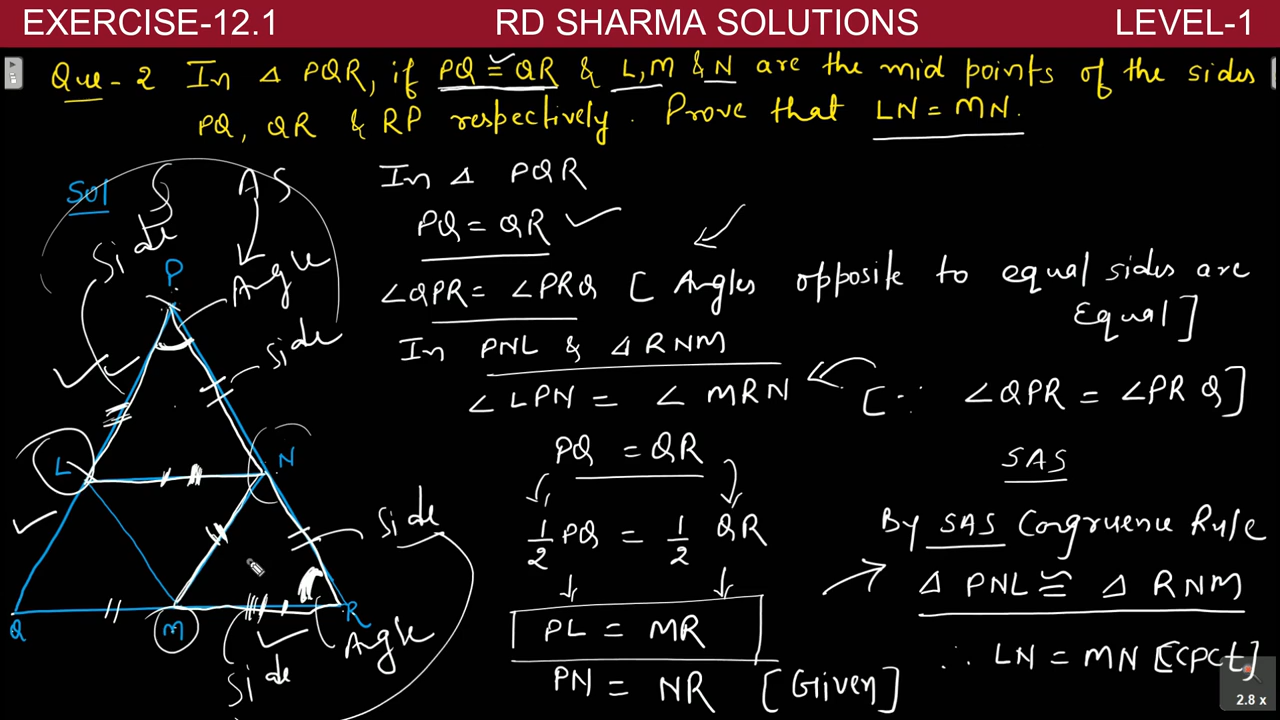 EXERCISE-12.1 RD SHARMA SOLUTIONS LEVEL-1
Que-2 In Δ PQR, if PQ ≅ QR & L, M & N are the mid points of the sides
PQ, QR & RP respectively. Prove that LN = MN.
Sol
S A S
Side
Angle
Side
P
L
N
Q
M
R
Side
Angle
Side
In Δ PQR
PQ = QR ✓
∠QPR = ∠PRQ [ Angles opposite to equal sides are
Equal ]
In PNL & Δ RNM
∠ LPN = ∠ MRN [∵ ∠QPR = ∠PRQ]
PQ = QR
1/2 PQ = 1/2 QR
PL = MR
PN = NR [Given]
SAS
By SAS Congruence Rule
Δ PNL ≅ Δ RNM
∴ LN = MN [CPCT]
2.8 x